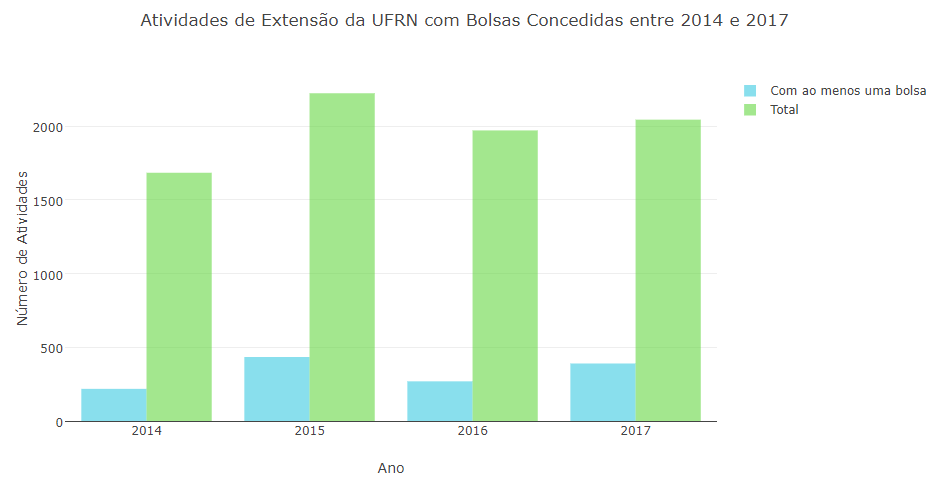 Atividades de Extensão da UFRN com Bolsas Concedidas entre 2014 e 2017
Com ao menos uma bolsa
Total
Número de Atividades
2000
1500
1000
500
0
2014 2015 2016 2017
Ano